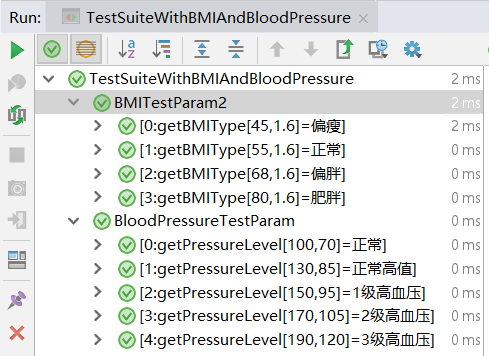 Run: TestSuiteWithBMIAndBloodPressure
TestSuiteWithBMIAndBloodPressure 2 ms
BMITestParam2 2 ms
[0:getBMIType[45,1.6]=偏瘦] 2 ms
[1:getBMIType[55,1.6]=正常] 0 ms
[2:getBMIType[68,1.6]=偏胖] 0 ms
[3:getBMIType[80,1.6]=肥胖] 0 ms
BloodPressureTestParam 0 ms
[0:getPressureLevel[100,70]=正常] 0 ms
[1:getPressureLevel[130,85]=正常高值] 0 ms
[2:getPressureLevel[150,95]=1级高血压] 0 ms
[3:getPressureLevel[170,105]=2级高血压] 0 ms
[4:getPressureLevel[190,120]=3级高血压] 0 ms